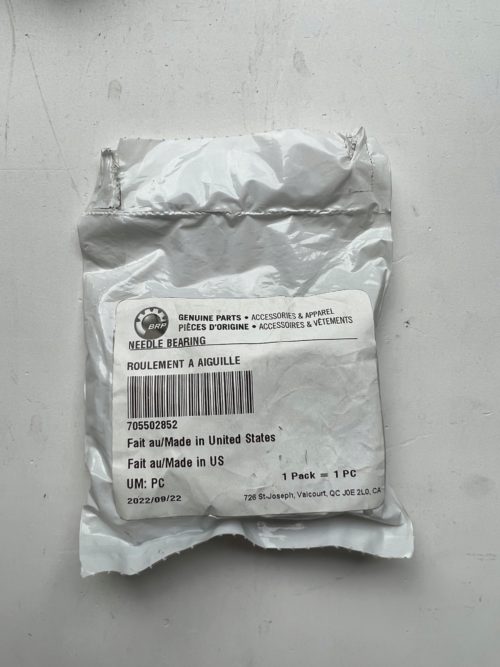 BRP
GENUINE PARTS • ACCESSORIES & APPAREL
PIÈCES D'ORIGINE • ACCESSOIRES & VÊTEMENTS
NEEDLE BEARING
ROULEMENT A AIGUILLE
705502852
Fait au/Made in United States
Fait au/Made in US
UM: PC
1 Pack = 1 PC
2022/09/22
726 St-Joseph, Valcourt, QC J0E 2L0, CA